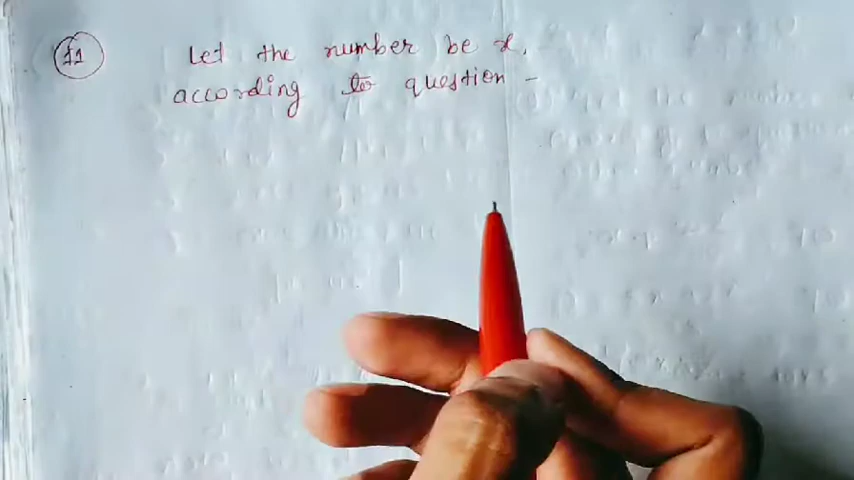 11
Let the number be x.
according to question -